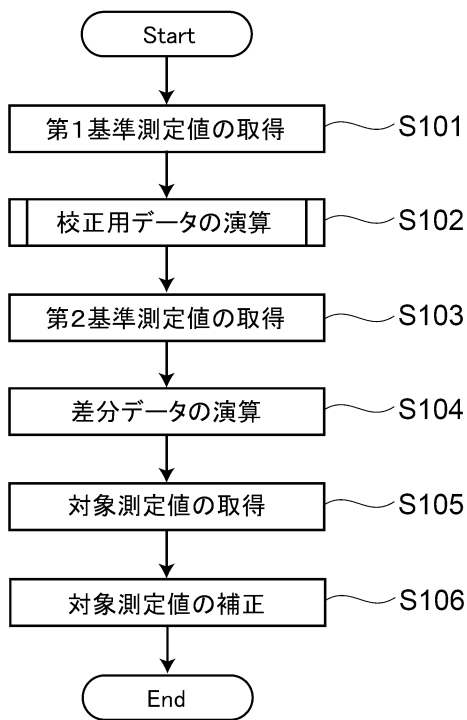 Start
第１基準測定値の取得
S101
校正用データの演算
S102
第２基準測定値の取得
S103
差分データの演算
S104
対象測定値の取得
S105
対象測定値の補正
S106
End